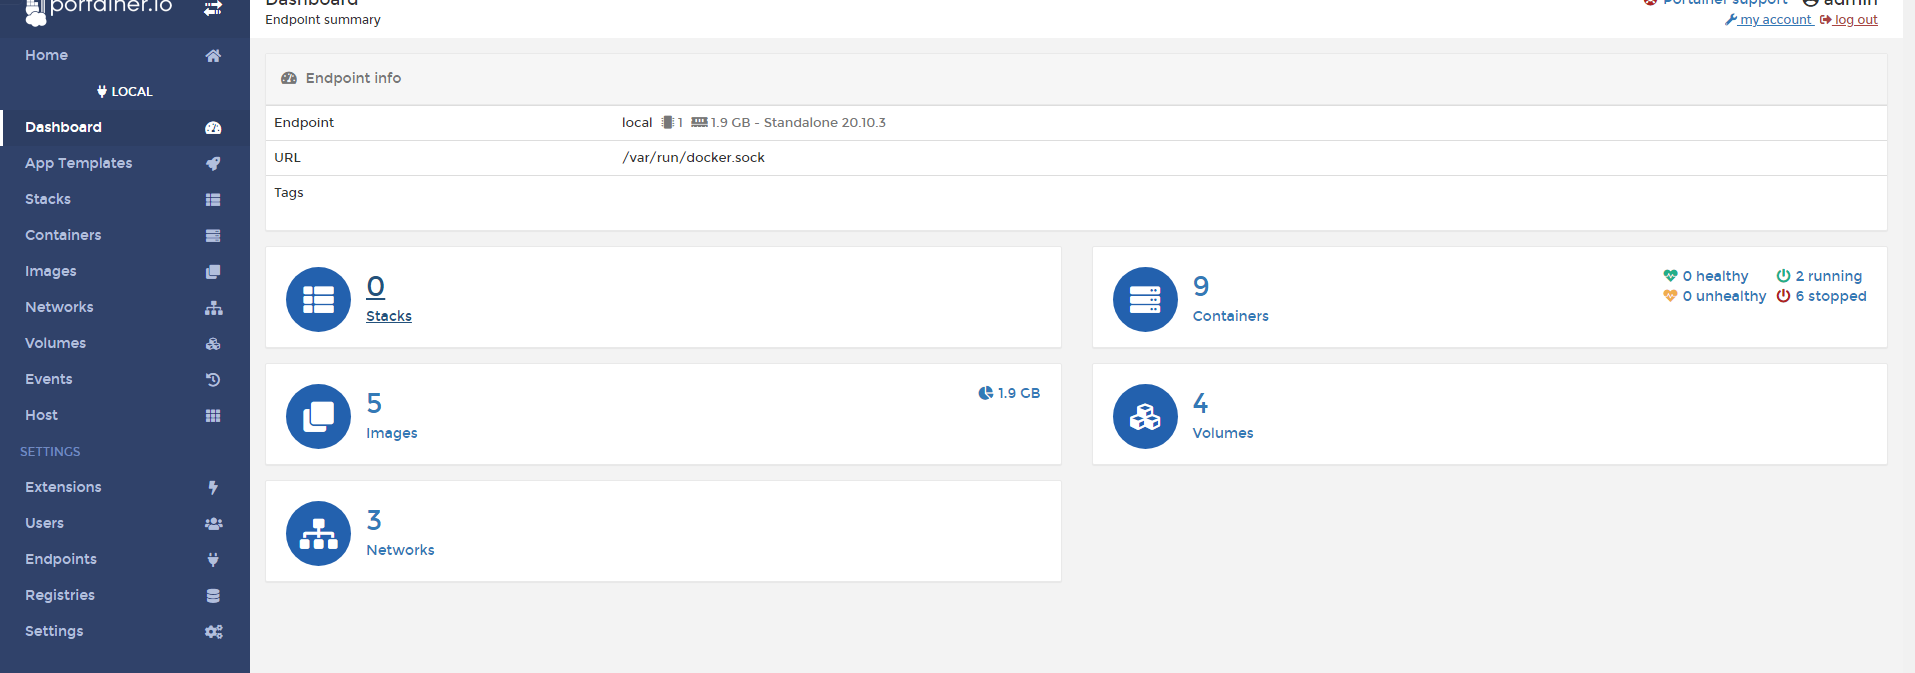 portainer.io
Home
LOCAL
Dashboard
App Templates
Stacks
Containers
Images
Networks
Volumes
Events
Host
SETTINGS
Extensions
Users
Endpoints
Registries
Settings
Dashboard
Endpoint summary
Portainer support admin
my account log out
Endpoint info
Endpoint local 1 1.9 GB - Standalone 20.10.3
URL /var/run/docker.sock
Tags
0
Stacks
9
Containers
0 healthy 2 running
0 unhealthy 6 stopped
5
Images
1.9 GB
4
Volumes
3
Networks